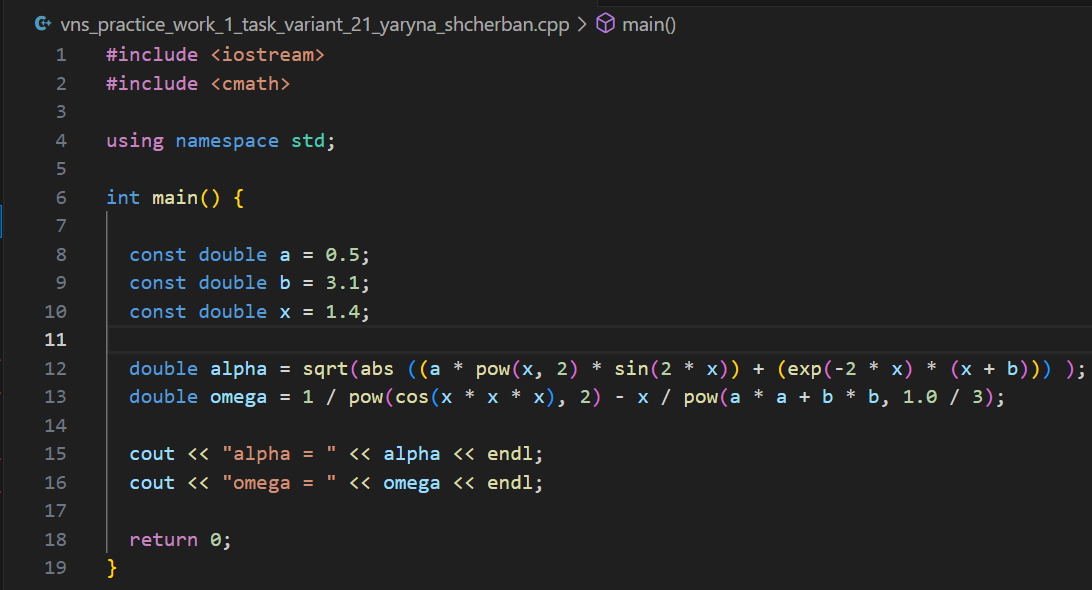 vns_practice_work_1_task_variant_21_yaryna_shcherban.cpp > main()
1 #include <iostream>
2 #include <cmath>
3
4 using namespace std;
5
6 int main() {
7
8 const double a = 0.5;
9 const double b = 3.1;
10 const double x = 1.4;
11
12 double alpha = sqrt(abs ((a * pow(x, 2) * sin(2 * x)) + (exp(-2 * x) * (x + b))) );
13 double omega = 1 / pow(cos(x * x * x), 2) - x / pow(a * a + b * b, 1.0 / 3);
14
15 cout << "alpha = " << alpha << endl;
16 cout << "omega = " << omega << endl;
17
18 return 0;
19 }